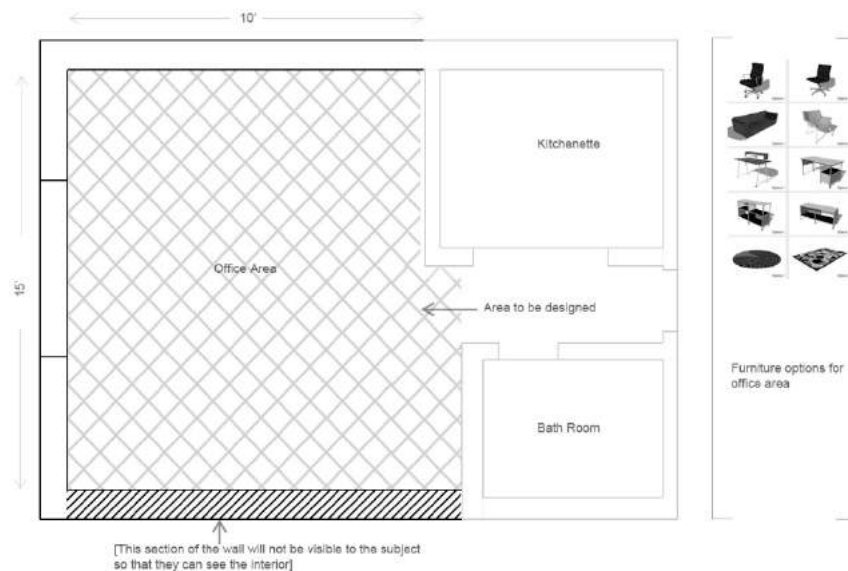 10'
15'
Kitchenette
Office Area
Area to be designed
Bath Room
Furniture options for
office area
[This section of the wall will not be visible to the subject
so that they can see the interior]